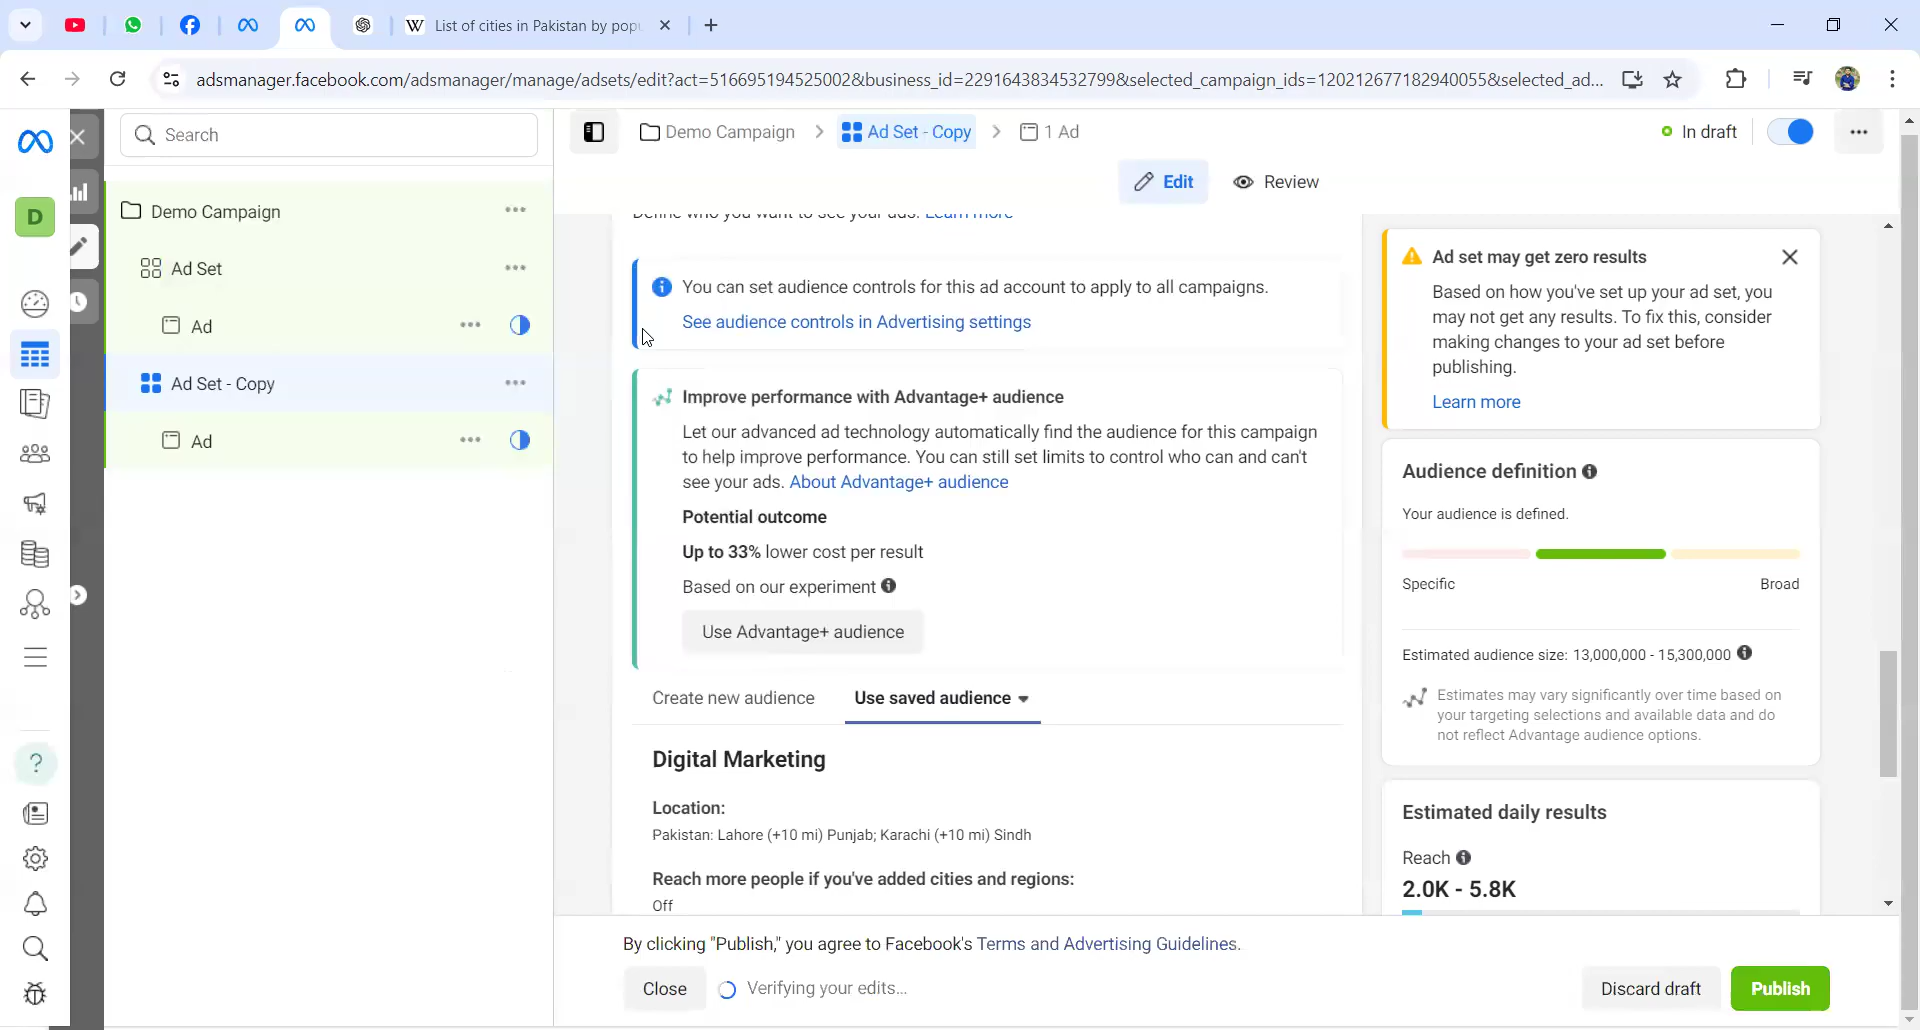 List of cities in Pakistan by popu
adsmanager.facebook.com/adsmanager/manage/adsets/edit?act=516695194525002&business_id=2291643834532799&selected_campaign_ids=120212677182940055&selected_ad...
Search
Demo Campaign
Ad Set - Copy
1 Ad
In draft
Edit
Review
D
Demo Campaign
Ad Set
Ad
Ad Set - Copy
Ad
Define who you want to see your ads. Learn more
You can set audience controls for this ad account to apply to all campaigns.
See audience controls in Advertising settings
Improve performance with Advantage+ audience
Let our advanced ad technology automatically find the audience for this campaign
to help improve performance. You can still set limits to control who can and can't
see your ads. About Advantage+ audience
Potential outcome
Up to 33% lower cost per result
Based on our experiment
Use Advantage+ audience
Create new audience
Use saved audience
Digital Marketing
Location:
Pakistan: Lahore (+10 mi) Punjab; Karachi (+10 mi) Sindh
Reach more people if you've added cities and regions:
Off
Ad set may get zero results
Based on how you've set up your ad set, you
may not get any results. To fix this, consider
making changes to your ad set before
publishing.
Learn more
Audience definition
Your audience is defined.
Specific
Broad
Estimated audience size: 13,000,000 - 15,300,000
Estimates may vary significantly over time based on
your targeting selections and available data and do
not reflect Advantage audience options.
Estimated daily results
Reach
2.0K - 5.8K
By clicking "Publish," you agree to Facebook's Terms and Advertising Guidelines.
Close
Verifying your edits...
Discard draft
Publish